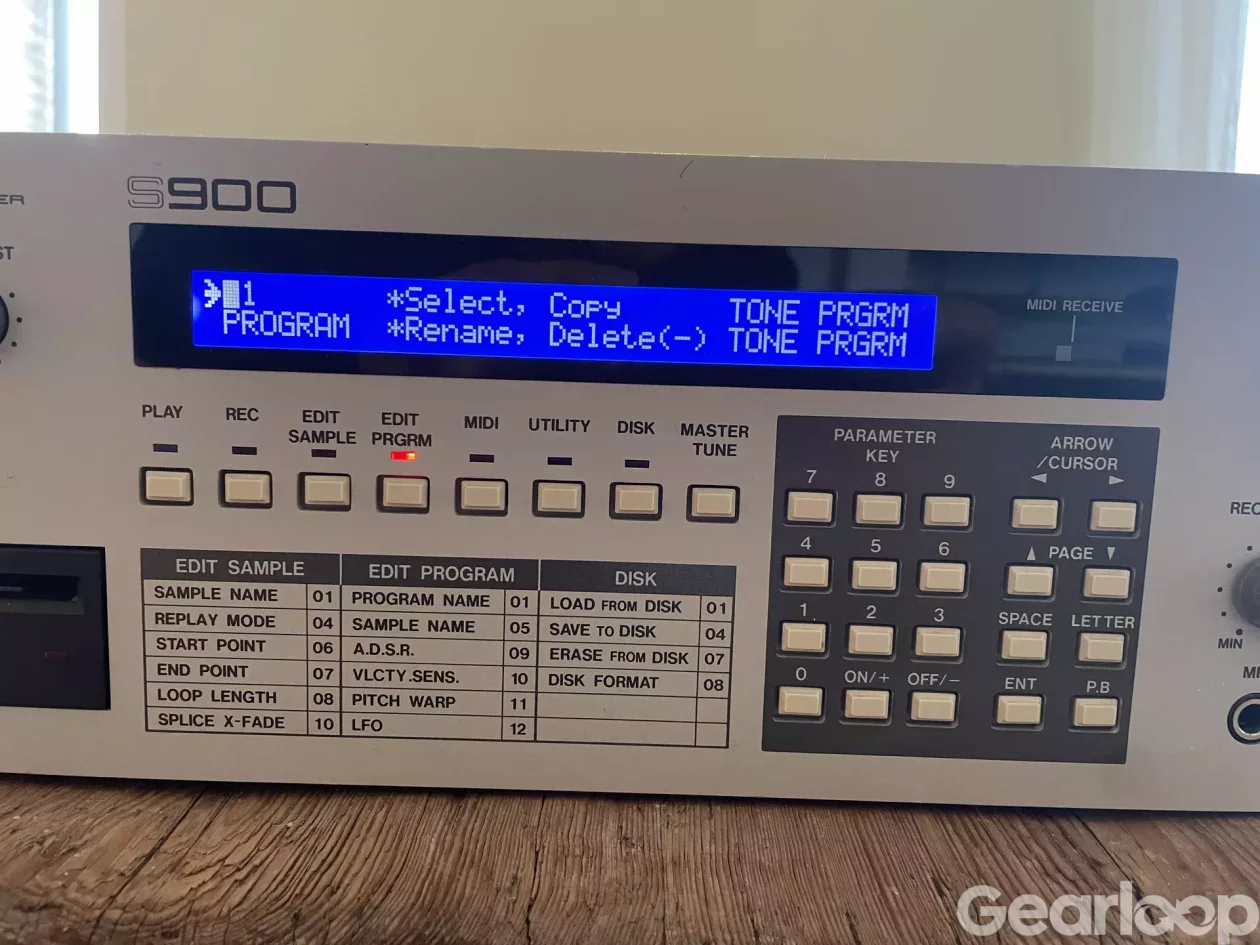 S900
MIDI RECEIVE
1 *Select, Copy TONE PRGRM
PROGRAM *Rename, Delete(-) TONE PRGRM
PLAY
REC
EDIT SAMPLE
EDIT PRGRM
MIDI
UTILITY
DISK
MASTER TUNE
PARAMETER KEY
ARROW /CURSOR
◄ ►
7 8 9
4 5 6
▲ PAGE ▼
1 2 3
SPACE LETTER
0 ON/+ OFF/−
ENT P.B
EDIT SAMPLE
SAMPLE NAME 01
REPLAY MODE 04
START POINT 06
END POINT 07
LOOP LENGTH 08
SPLICE X-FADE 10
EDIT PROGRAM
PROGRAM NAME 01
SAMPLE NAME 05
A.D.S.R. 09
VLCTY.SENS. 10
PITCH WARP 11
LFO 12
DISK
LOAD FROM DISK 01
SAVE TO DISK 04
ERASE FROM DISK 07
DISK FORMAT 08
REC
MIN
Gearloop